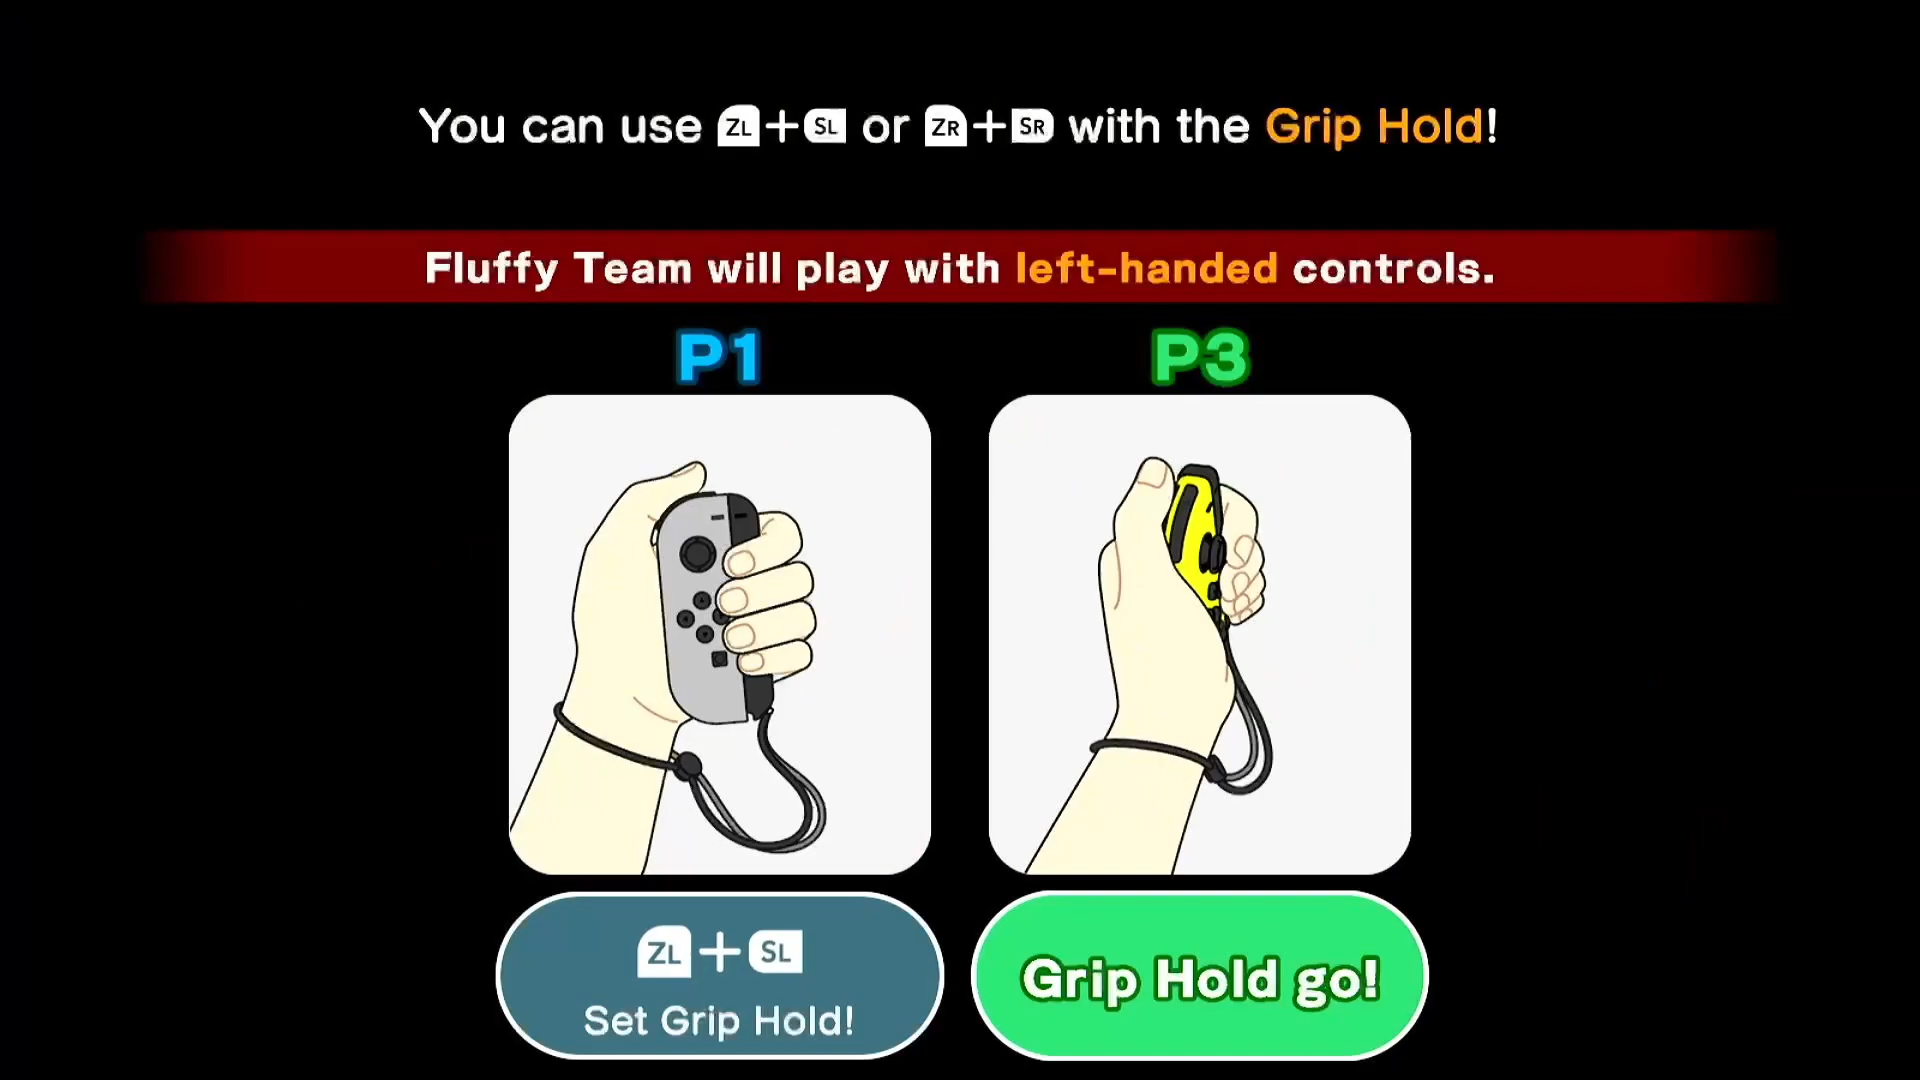 You can use ZL+SL or ZR+SR with the Grip Hold!
Fluffy Team will play with left-handed controls.
P1
P3
ZL+SL
Set Grip Hold!
Grip Hold go!